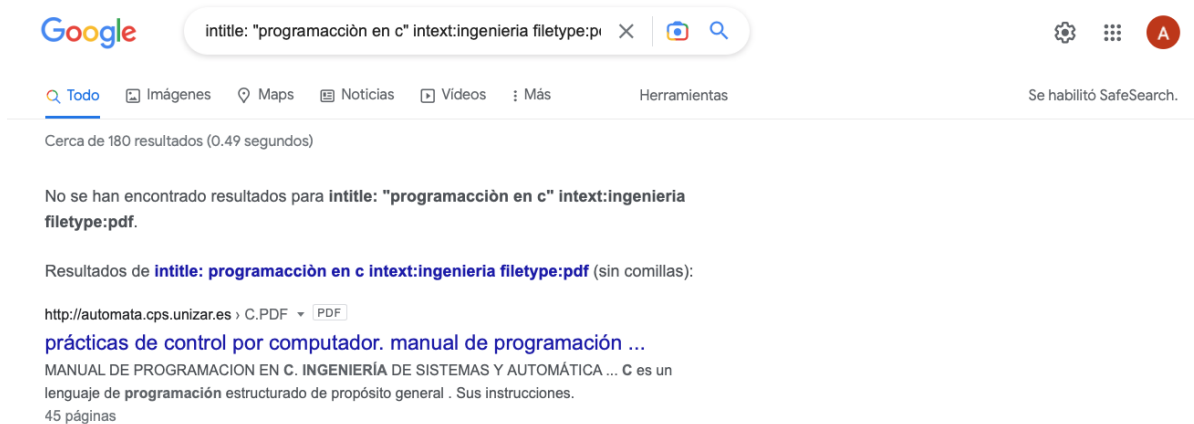 Google
intitle: "programacciòn en c" intext:ingenieria filetype:p
A
Todo Imágenes Maps Noticias Vídeos Más Herramientas Se habilitó SafeSearch.
Cerca de 180 resultados (0.49 segundos)
No se han encontrado resultados para intitle: "programacciòn en c" intext:ingenieria
filetype:pdf.
Resultados de intitle: programacciòn en c intext:ingenieria filetype:pdf (sin comillas):
http://automata.cps.unizar.es › C.PDF PDF
prácticas de control por computador. manual de programación ...
MANUAL DE PROGRAMACION EN C. INGENIERÍA DE SISTEMAS Y AUTOMÁTICA ... C es un
lenguaje de programación estructurado de propósito general . Sus instrucciones.
45 páginas